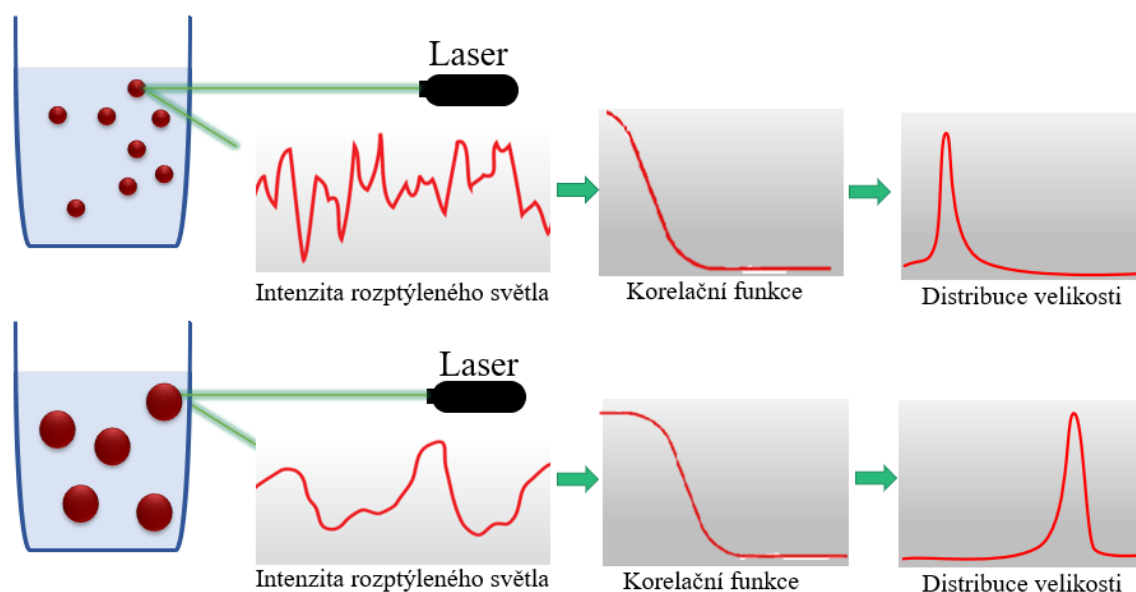 Laser
Intenzita rozptýleného světla
Korelační funkce
Distribuce velikosti
Laser
Intenzita rozptýleného světla
Korelační funkce
Distribuce velikosti